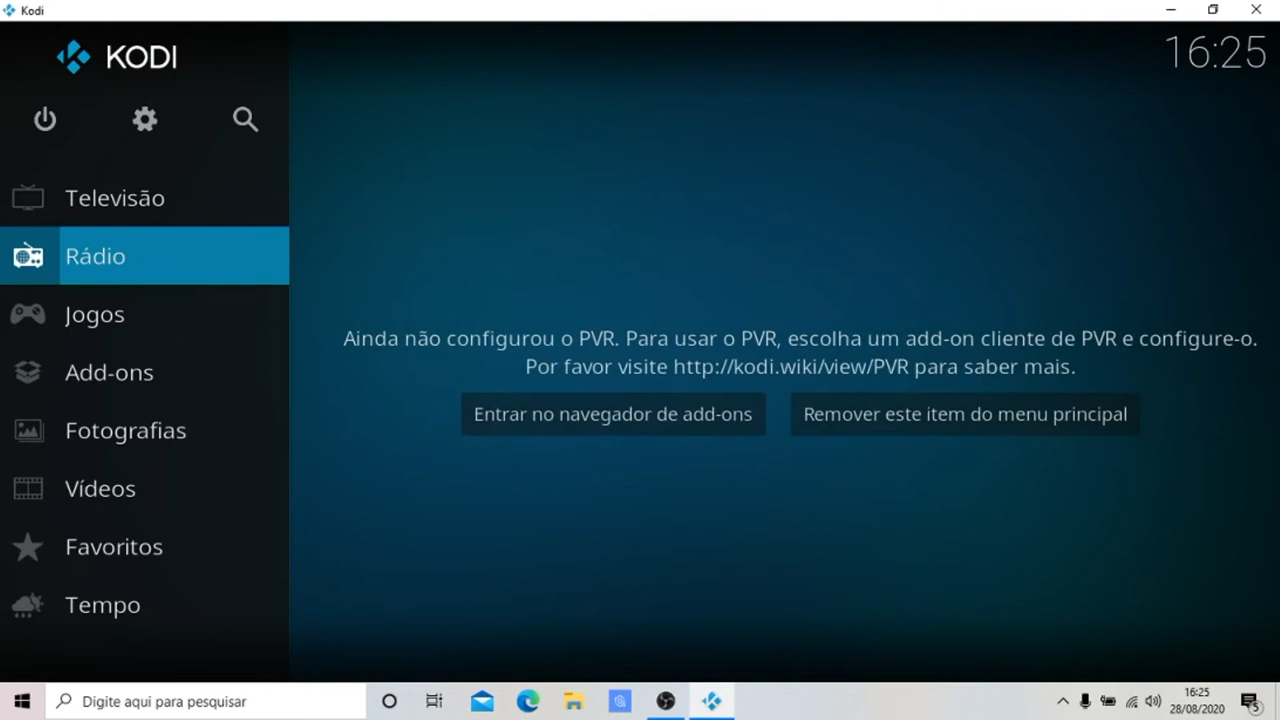 Kodi
KODI
16:25
Televisão
Rádio
Jogos
Add-ons
Fotografias
Vídeos
Favoritos
Tempo
Ainda não configurou o PVR. Para usar o PVR, escolha um add-on cliente de PVR e configure-o.
Por favor visite http://kodi.wiki/view/PVR para saber mais.
Entrar no navegador de add-ons
Remover este item do menu principal
Digite aqui para pesquisar
16:25
28/08/2020
5